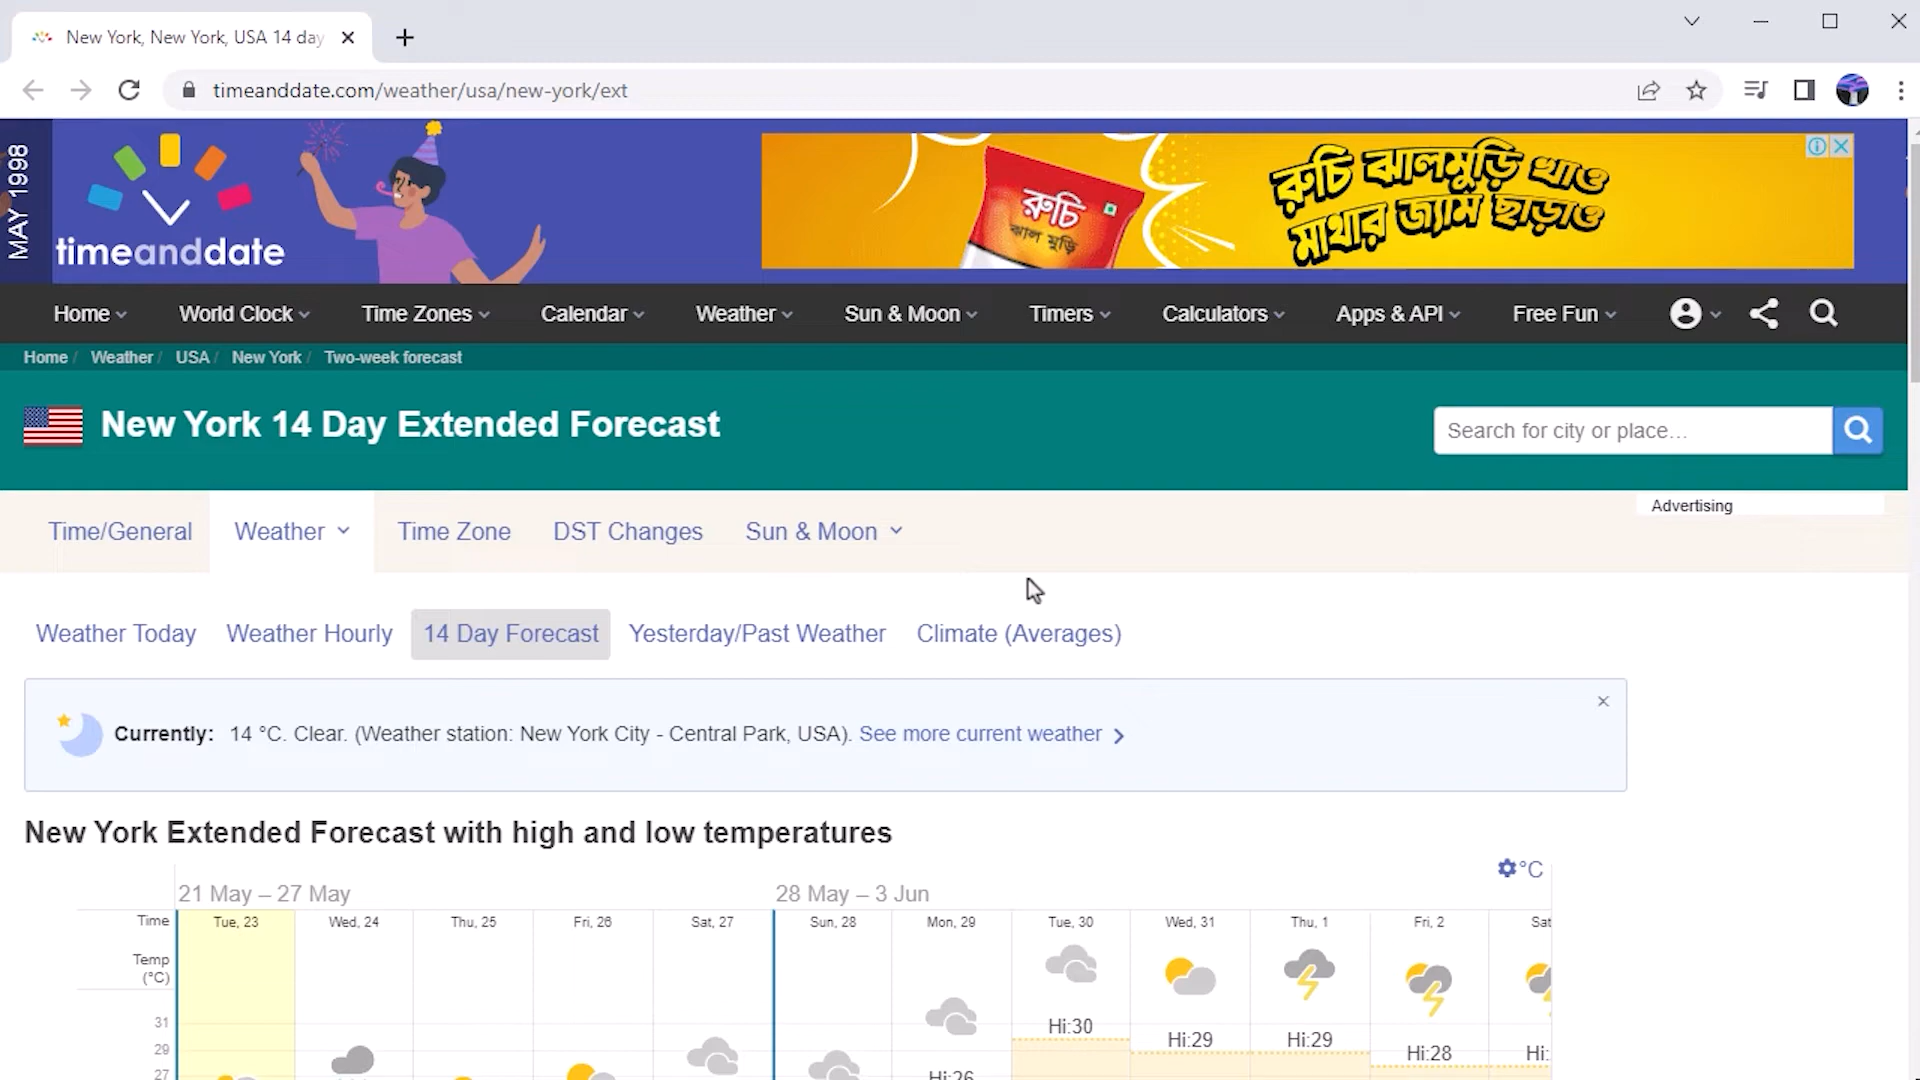 New York, New York, USA 14 day
timeanddate.com/weather/usa/new-york/ext
MAY 1998
timeanddate
রুচি
ঝাল মুড়ি
রুচি ঝালমুড়ি খাও
মাথার জ্যাম ছাড়াও
Home World Clock Time Zones Calendar Weather Sun & Moon Timers Calculators Apps & API Free Fun
Home / Weather / USA / New York / Two-week forecast
New York 14 Day Extended Forecast
Search for city or place...
Advertising
Time/General Weather Time Zone DST Changes Sun & Moon
Weather Today Weather Hourly 14 Day Forecast Yesterday/Past Weather Climate (Averages)
Currently: 14 °C. Clear. (Weather station: New York City - Central Park, USA). See more current weather
New York Extended Forecast with high and low temperatures
°C
21 May – 27 May 28 May – 3 Jun
Time Tue, 23 Wed, 24 Thu, 25 Fri, 26 Sat, 27 Sun, 28 Mon, 29 Tue, 30 Wed, 31 Thu, 1 Fri, 2 Sat
Temp
(°C)
31 Hi:30
29 Hi:29 Hi:29
Hi:28 Hi:
27 Hi:26